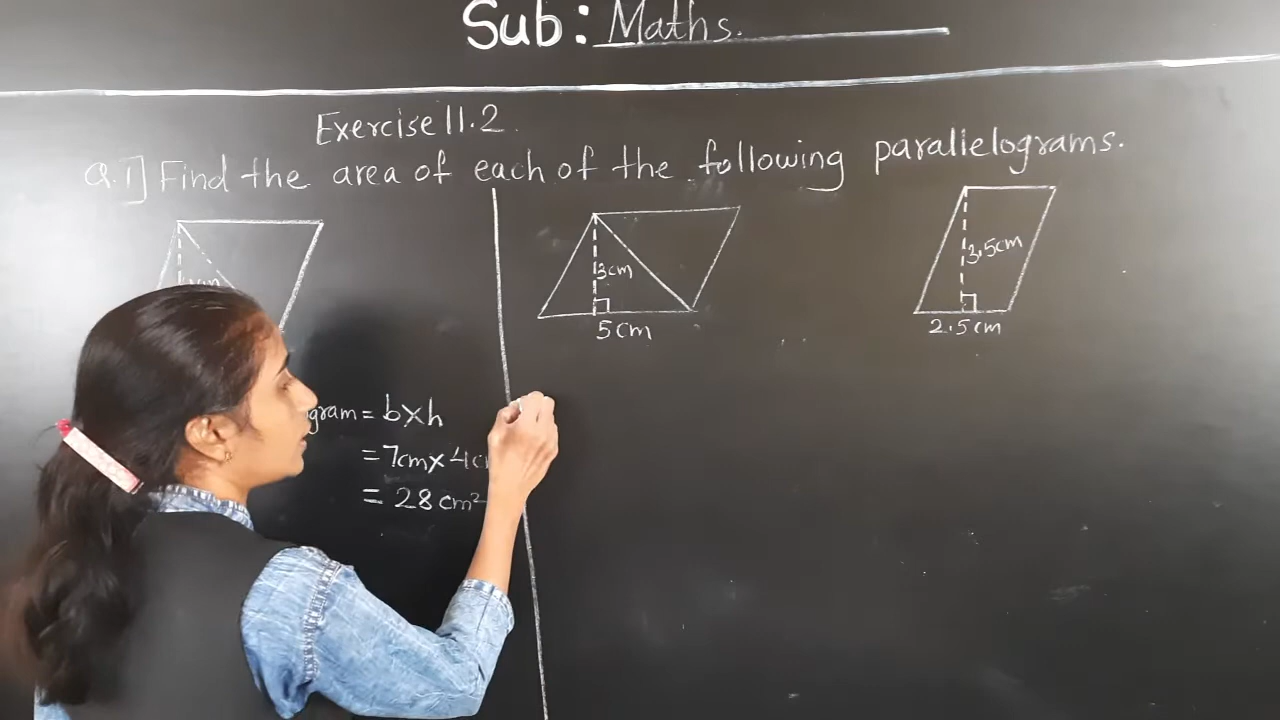 Sub: Maths.
Exercise 11.2.
Q.1] Find the area of each of the following parallelograms.
3cm
5cm
3.5cm
2.5cm
gram = b×h
= 7cm × 4c
= 28 cm²